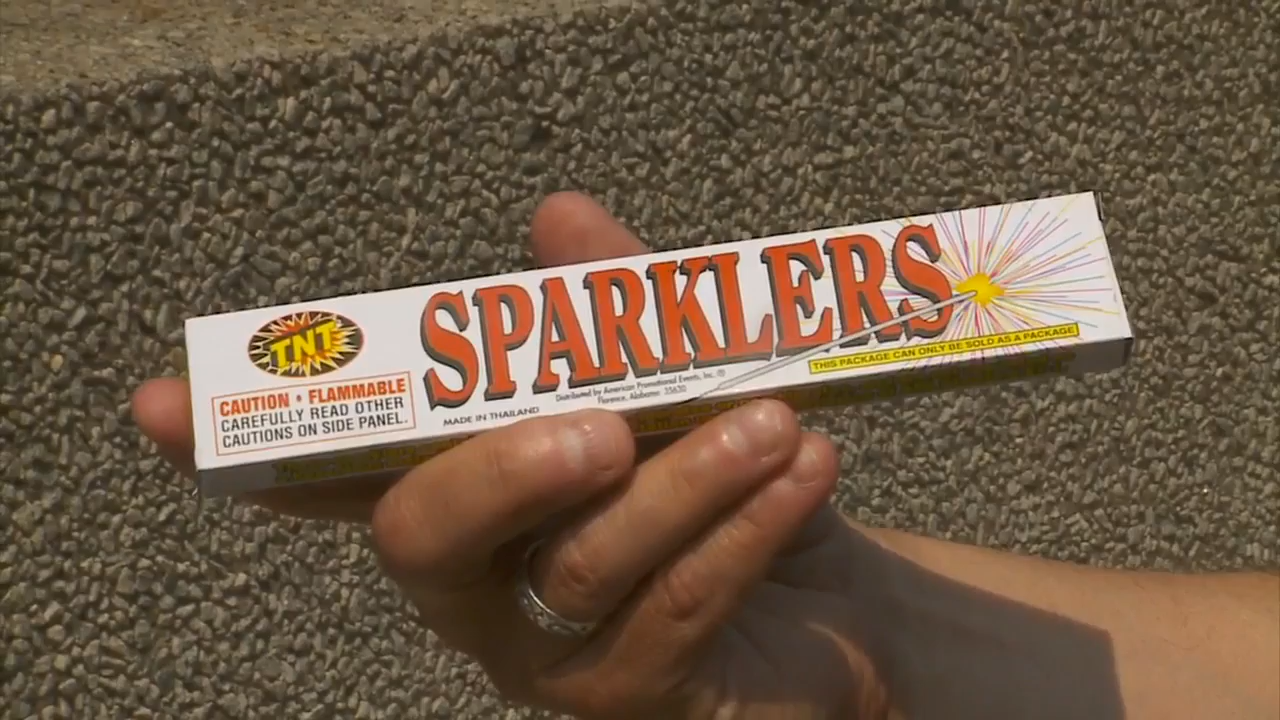 TNT
CAUTION • FLAMMABLE
CAREFULLY READ OTHER
CAUTIONS ON SIDE PANEL.
SPARKLERS
MADE IN THAILAND
Distributed by American Promotional Events, Inc.®
Florence, Alabama 35630
THIS PACKAGE CAN ONLY BE SOLD AS A PACKAGE